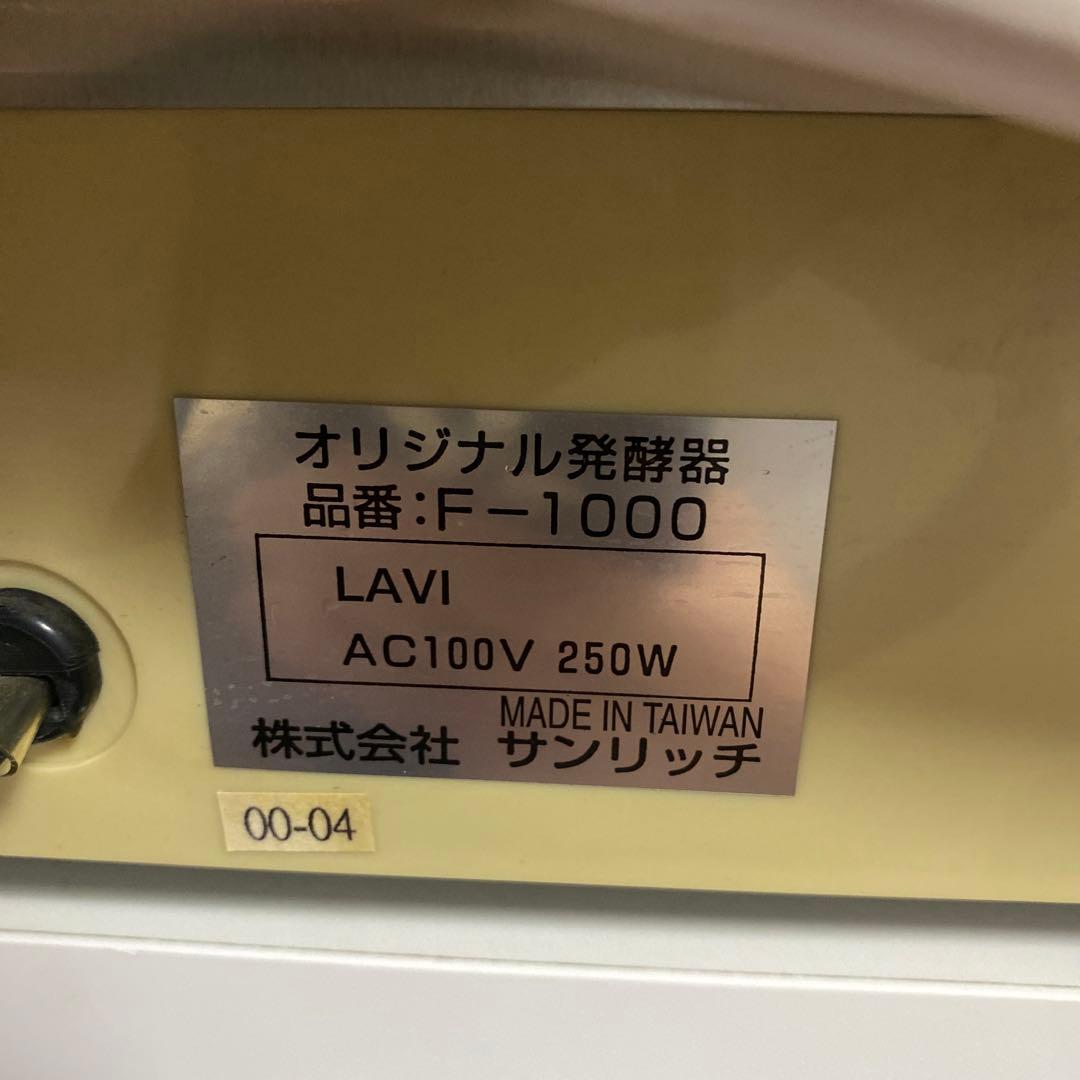 オリジナル発酵器
品番:F-1000
LAVI
AC100V 250W
MADE IN TAIWAN
株式会社 サンリッチ
00-04